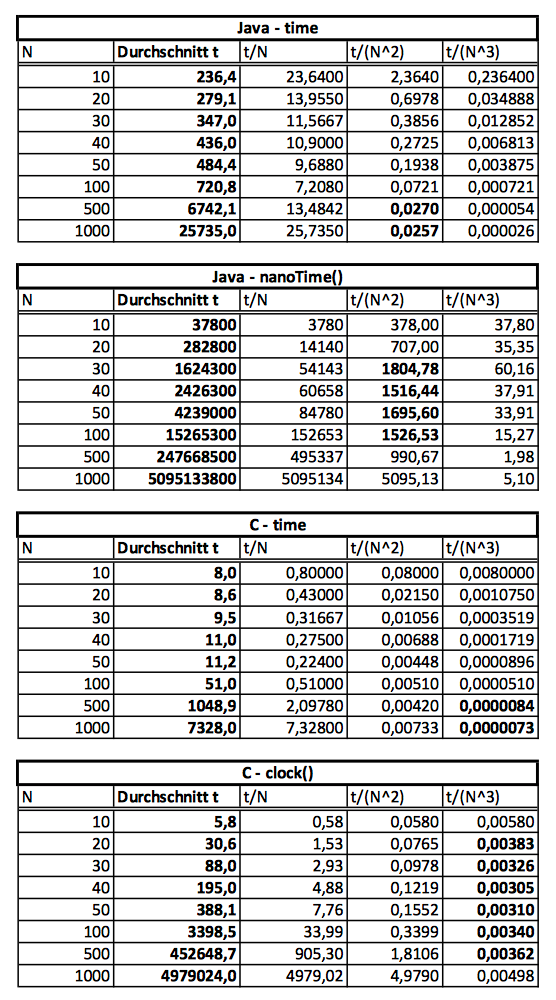 Java - time
N Durchschnitt t t/N t/(N^2) t/(N^3)
10 236,4 23,6400 2,3640 0,236400
20 279,1 13,9550 0,6978 0,034888
30 347,0 11,5667 0,3856 0,012852
40 436,0 10,9000 0,2725 0,006813
50 484,4 9,6880 0,1938 0,003875
100 720,8 7,2080 0,0721 0,000721
500 6742,1 13,4842 0,0270 0,000054
1000 25735,0 25,7350 0,0257 0,000026
Java - nanoTime()
N Durchschnitt t t/N t/(N^2) t/(N^3)
10 37800 3780 378,00 37,80
20 282800 14140 707,00 35,35
30 1624300 54143 1804,78 60,16
40 2426300 60658 1516,44 37,91
50 4239000 84780 1695,60 33,91
100 15265300 152653 1526,53 15,27
500 247668500 495337 990,67 1,98
1000 5095133800 5095134 5095,13 5,10
C - time
N Durchschnitt t t/N t/(N^2) t/(N^3)
10 8,0 0,80000 0,08000 0,0080000
20 8,6 0,43000 0,02150 0,0010750
30 9,5 0,31667 0,01056 0,0003519
40 11,0 0,27500 0,00688 0,0001719
50 11,2 0,22400 0,00448 0,0000896
100 51,0 0,51000 0,00510 0,0000510
500 1048,9 2,09780 0,00420 0,0000084
1000 7328,0 7,32800 0,00733 0,0000073
C - clock()
N Durchschnitt t t/N t/(N^2) t/(N^3)
10 5,8 0,58 0,0580 0,00580
20 30,6 1,53 0,0765 0,00383
30 88,0 2,93 0,0978 0,00326
40 195,0 4,88 0,1219 0,00305
50 388,1 7,76 0,1552 0,00310
100 3398,5 33,99 0,3399 0,00340
500 452648,7 905,30 1,8106 0,00362
1000 4979024,0 4979,02 4,9790 0,00498